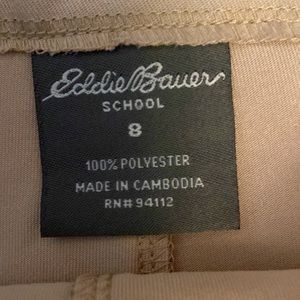 Eddie Bauer
SCHOOL
8
100% POLYESTER
MADE IN CAMBODIA
RN# 94112